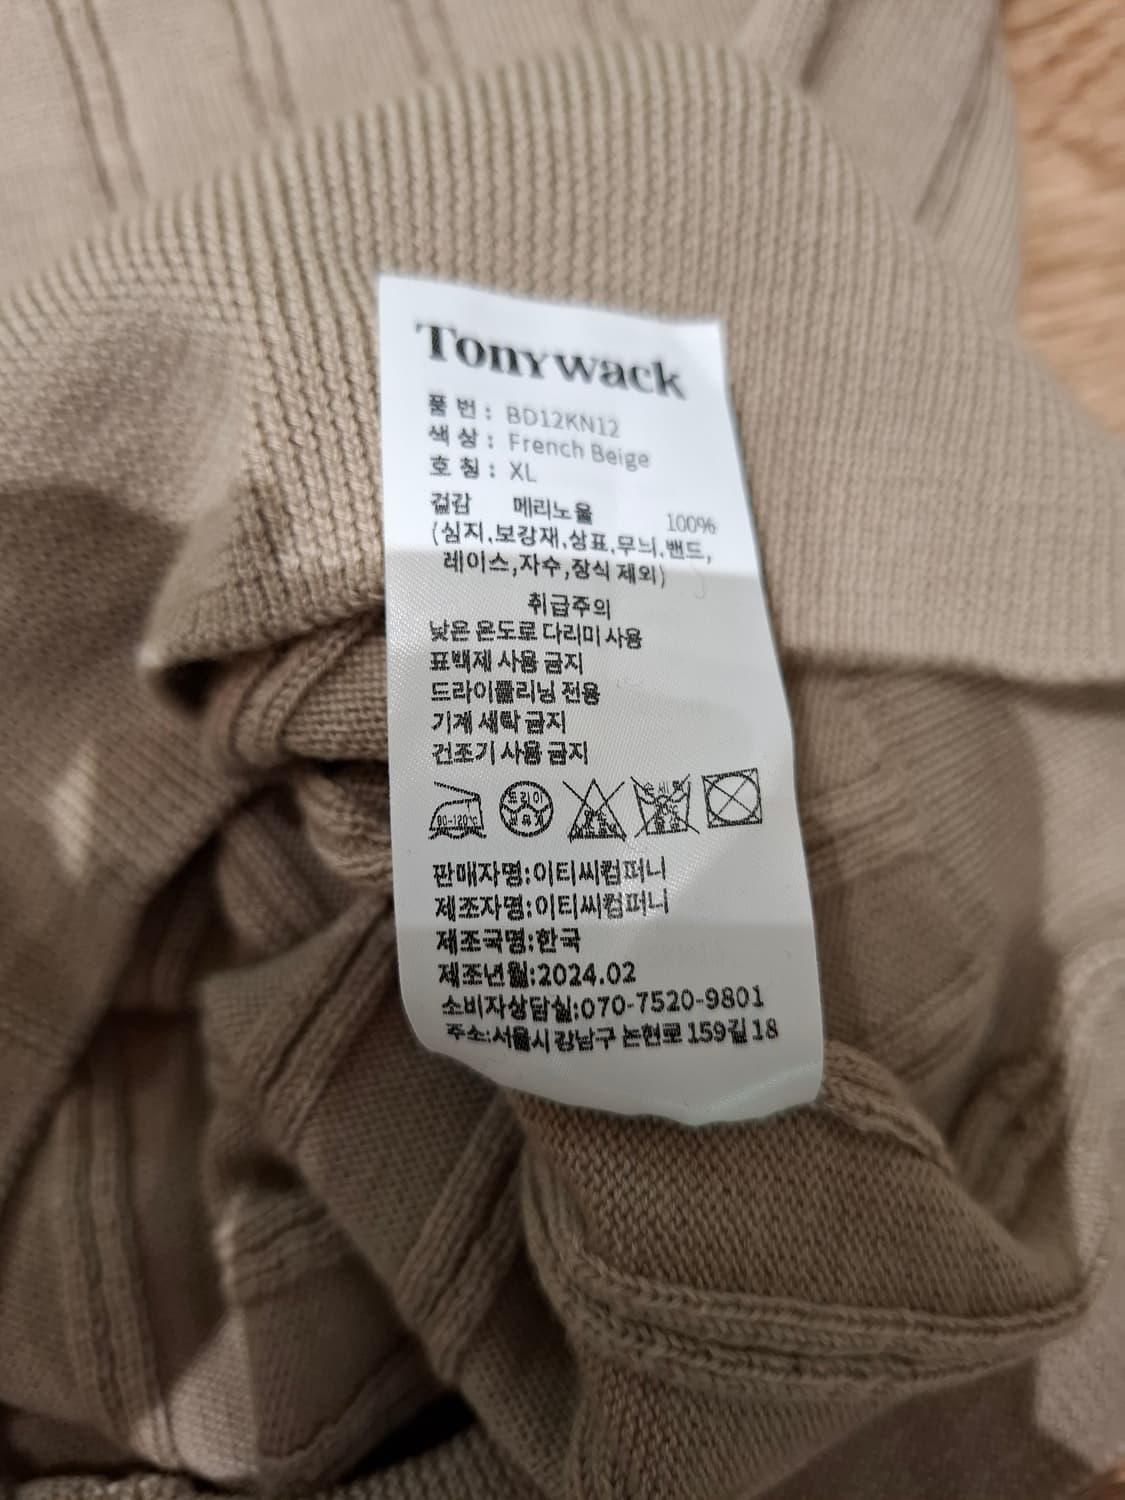 Tonywack
품 번 : BD12KN12
색 상 : French Beige
호 칭 : XL
겉감 메리노울 100%
(심지,보강재,상표,무늬,밴드,
레이스,자수,장식 제외)
취급주의
낮은 온도로 다리미 사용
표백제 사용 금지
드라이클리닝 전용
기계 세탁 금지
건조기 사용 금지
90-120℃ 드라이
판매자명:이티씨컴퍼니
제조자명:이티씨컴퍼니
제조국명:한국
제조년월:2024.02
소비자상담실:070-7520-9801
주소:서울시 강남구 논현로 159길 18